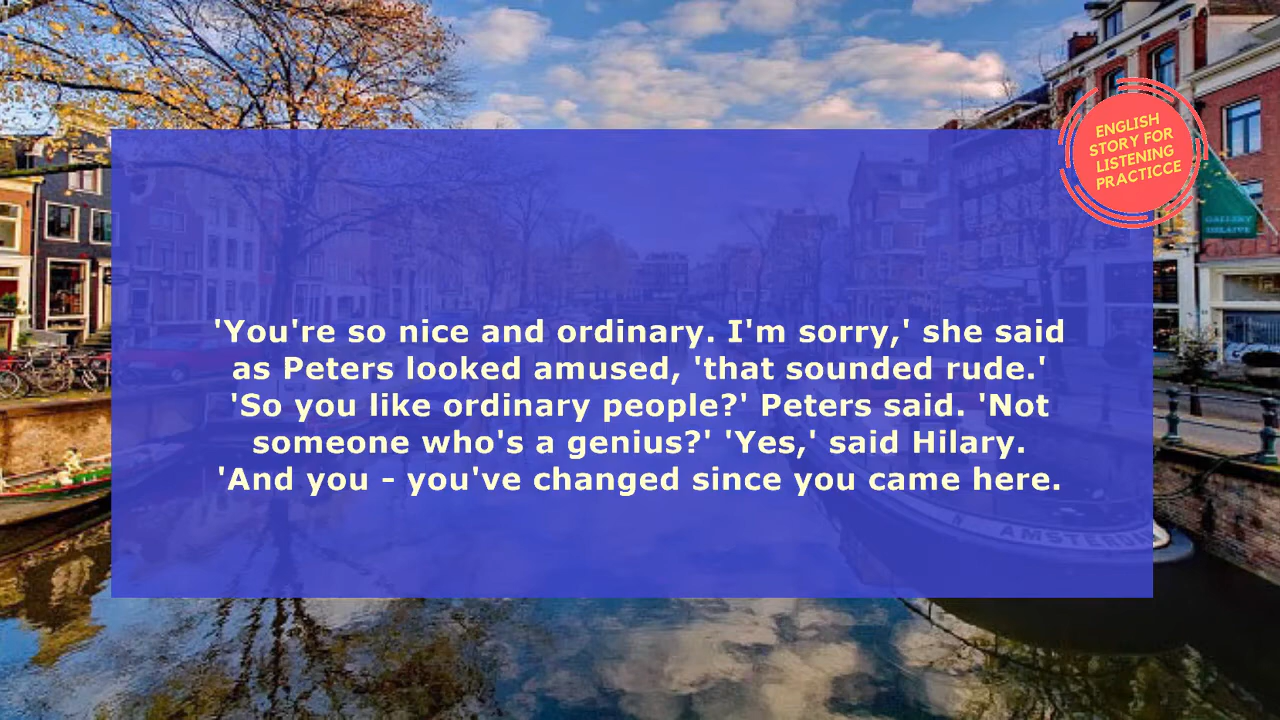 ENGLISH
STORY FOR
LISTENING
PRACTICCE
GALLERY
'You're so nice and ordinary. I'm sorry,' she said
as Peters looked amused, 'that sounded rude.'
'So you like ordinary people?' Peters said. 'Not
someone who's a genius?' 'Yes,' said Hilary.
'And you - you've changed since you came here.
AMSTERDAM